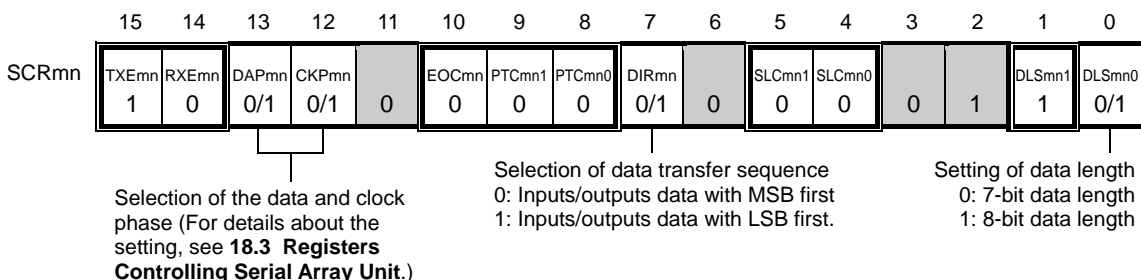 15 14 13 12 11 10 9 8 7 6 5 4 3 2 1 0
SCRmn
TXEmn RXEmn DAPmn CKPmn EOCmn PTCmn1 PTCmn0 DIRmn SLCmn1 SLCmn0 DLSmn1 DLSmn0
1 0 0/1 0/1 0 0 0 0 0/1 0 0 0 0 1 1 0/1
Selection of the data and clock
phase (For details about the
setting, see 18.3 Registers
Controlling Serial Array Unit.)
Selection of data transfer sequence
0: Inputs/outputs data with MSB first
1: Inputs/outputs data with LSB first.
Setting of data length
0: 7-bit data length
1: 8-bit data length